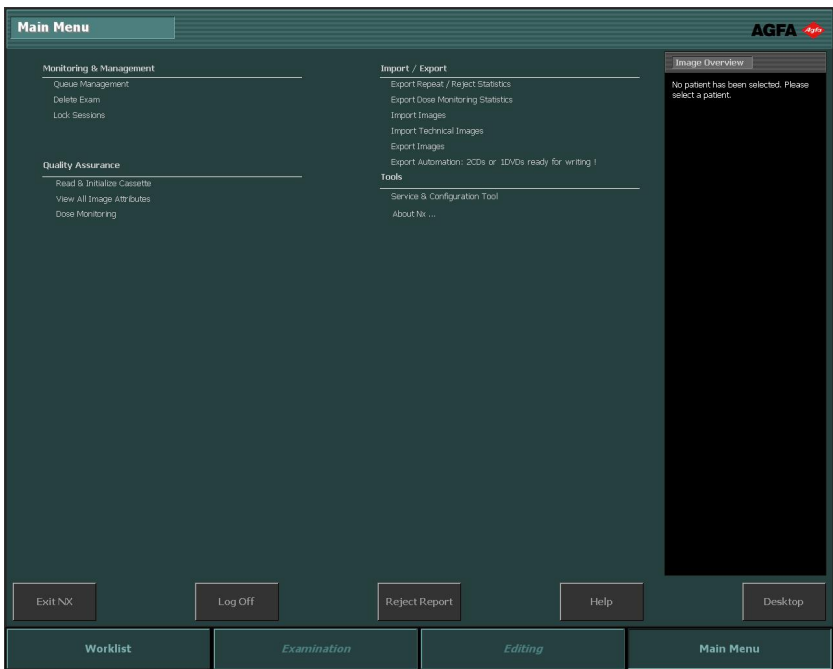 Main Menu
AGFA
Agfa
Monitoring & Management
Queue Management
Delete Exam
Lock Sessions
Quality Assurance
Read & Initialize Cassette
View All Image Attributes
Dose Monitoring
Import / Export
Export Repeat / Reject Statistics
Export Dose Monitoring Statistics
Import Images
Import Technical Images
Export Images
Export Automation: 2CDs or 1DVDs ready for writing !
Tools
Service & Configuration Tool
About Nx ...
Image Overview
No patient has been selected. Please
select a patient.
Exit NX
Log Off
Reject Report
Help
Desktop
Worklist
Examination
Editing
Main Menu